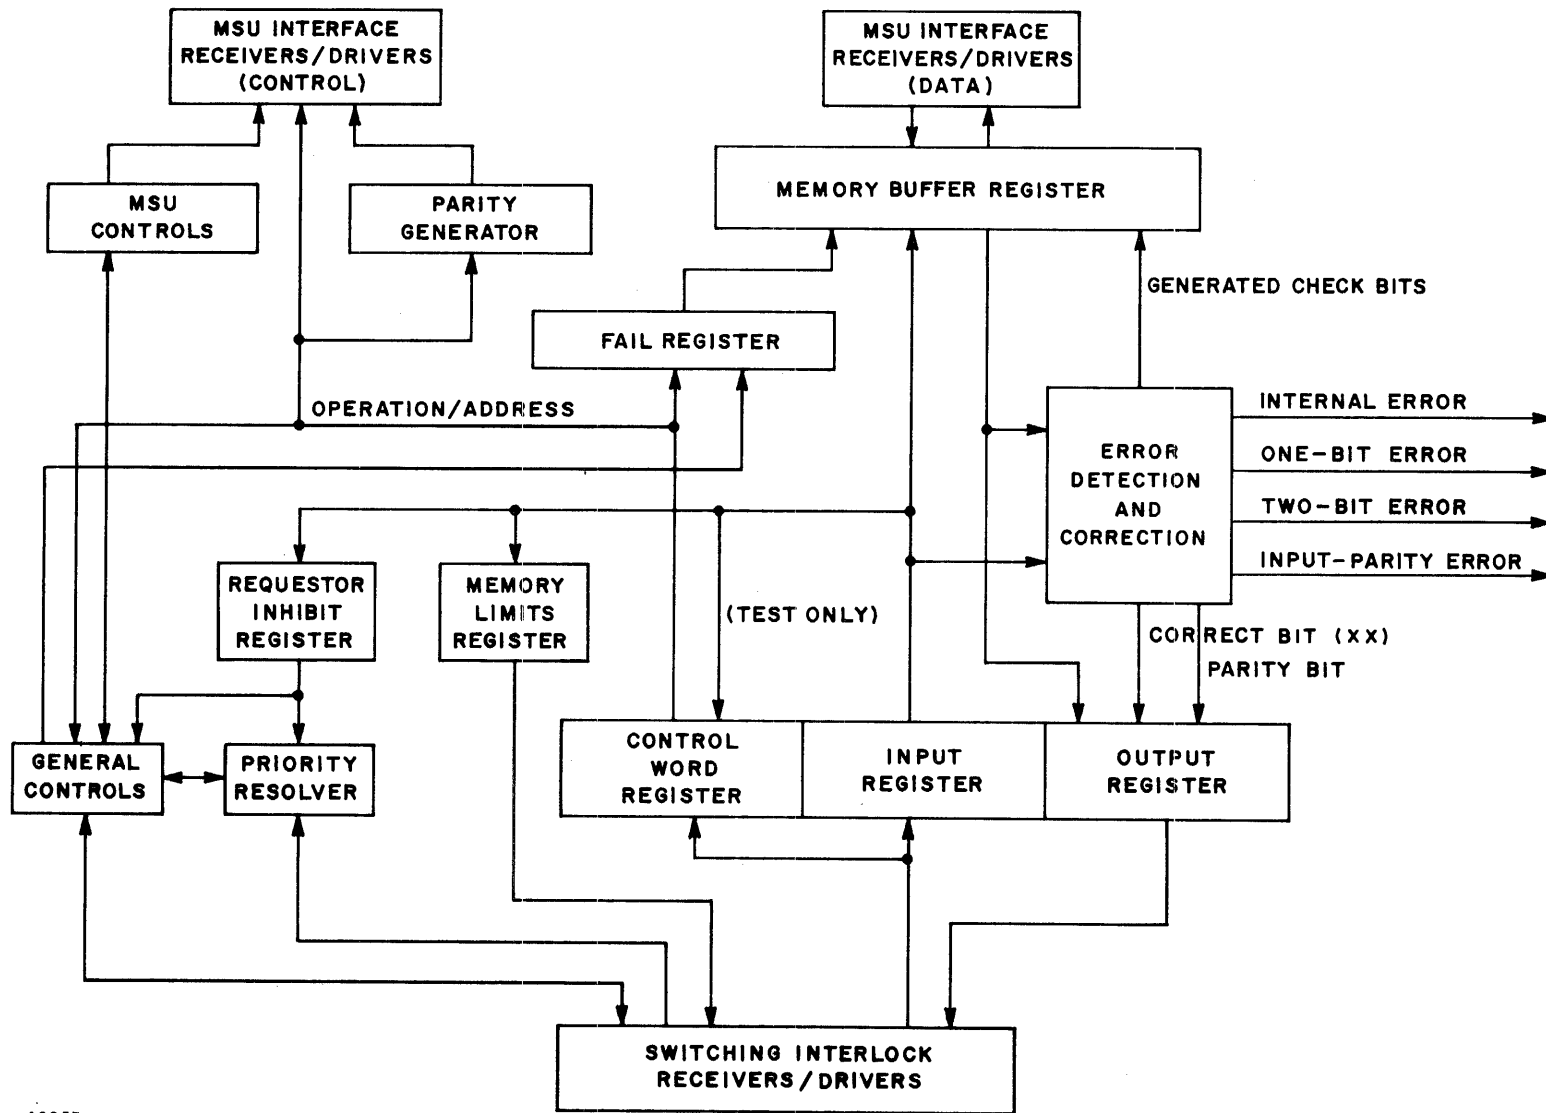 MSU INTERFACE
RECEIVERS/DRIVERS
(CONTROL)
MSU INTERFACE
RECEIVERS/DRIVERS
(DATA)
MSU
CONTROLS
PARITY
GENERATOR
MEMORY BUFFER REGISTER
GENERATED CHECK BITS
FAIL REGISTER
OPERATION/ADDRESS
ERROR
DETECTION
AND
CORRECTION
INTERNAL ERROR
ONE-BIT ERROR
TWO-BIT ERROR
INPUT-PARITY ERROR
REQUESTOR
INHIBIT
REGISTER
MEMORY
LIMITS
REGISTER
(TEST ONLY)
CORRECT BIT (XX)
PARITY BIT
GENERAL
CONTROLS
PRIORITY
RESOLVER
CONTROL
WORD
REGISTER
INPUT
REGISTER
OUTPUT
REGISTER
SWITCHING INTERLOCK
RECEIVERS/DRIVERS